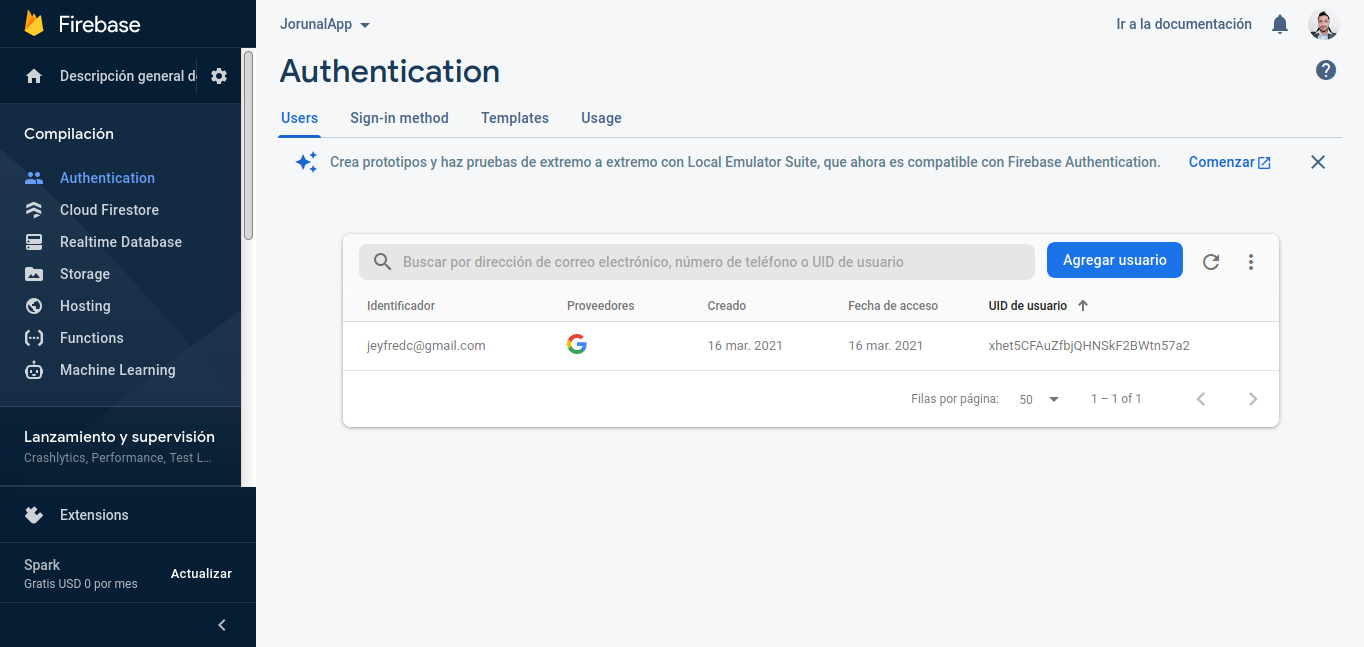 Firebase
Descripción general d
Compilación
Authentication
Cloud Firestore
Realtime Database
Storage
Hosting
Functions
Machine Learning
Lanzamiento y supervisión
Crashlytics, Performance, Test L...
Extensions
Spark
Gratis USD 0 por mes
Actualizar
JorunalApp
Ir a la documentación
Authentication
Users Sign-in method Templates Usage
Crea prototipos y haz pruebas de extremo a extremo con Local Emulator Suite, que ahora es compatible con Firebase Authentication. Comenzar
Buscar por dirección de correo electrónico, número de teléfono o UID de usuario Agregar usuario
Identificador Proveedores Creado Fecha de acceso UID de usuario
jeyfredc@gmail.com 16 mar. 2021 16 mar. 2021 xhet5CFAuZfbjQHNSkF2BWtn57a2
Filas por página: 50 1 – 1 of 1